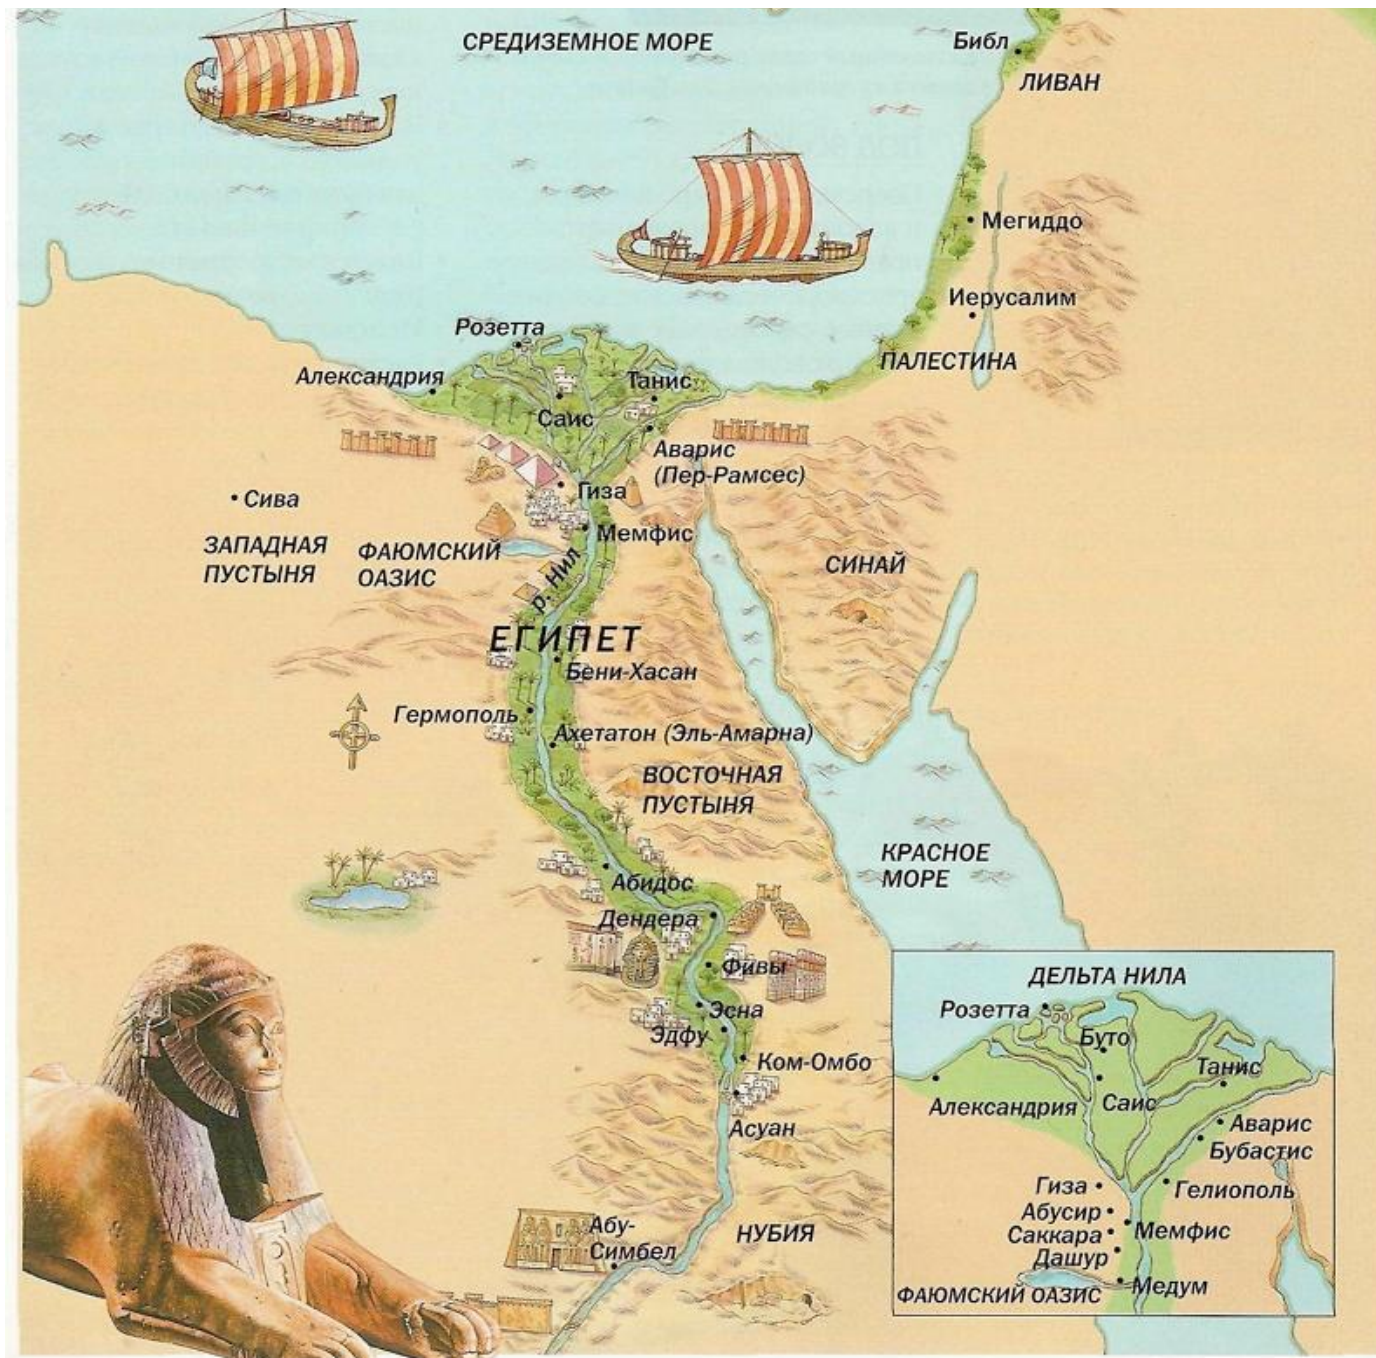 СРЕДИЗЕМНОЕ МОРЕ
Библ
ЛИВАН
Мегиддо
Иерусалим
ПАЛЕСТИНА
Розетта
Александрия
Танис
Саис
Аварис
(Пер-Рамсес)
Гиза
Сива
Мемфис
ЗАПАДНАЯ
ПУСТЫНЯ
ФАЮМСКИЙ
ОАЗИС
р. Нил
СИНАЙ
ЕГИПЕТ
Бени-Хасан
Гермополь
Ахетатон (Эль-Амарна)
ВОСТОЧНАЯ
ПУСТЫНЯ
КРАСНОЕ
МОРЕ
Абидос
Дендера
Фивы
Эсна
Эдфу
Ком-Омбо
Асуан
Абу-
Симбел
НУБИЯ
ДЕЛЬТА НИЛА
Розетта
Буто
Танис
Александрия
Саис
Аварис
Бубастис
Гиза
Гелиополь
Абусир
Саккара
Мемфис
Дашур
Медум
ФАЮМСКИЙ ОАЗИС